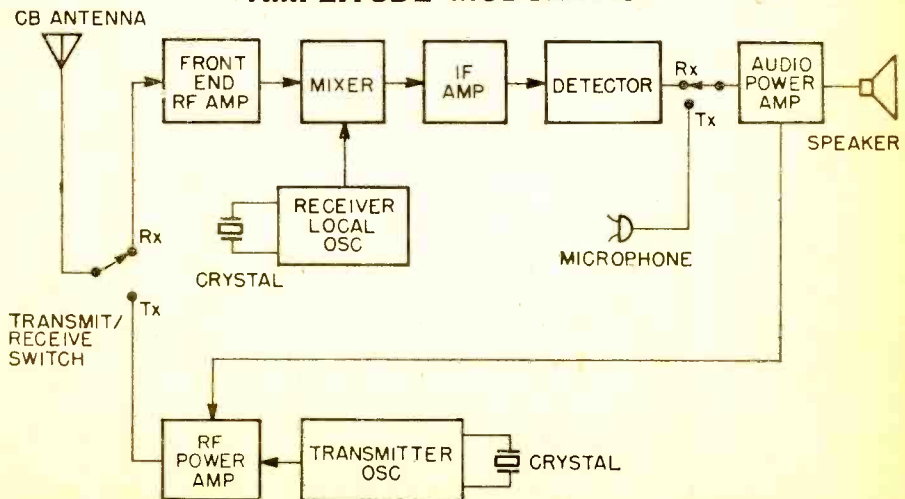 CB ANTENNA
FRONT
END
RF AMP
MIXER
IF
AMP
DETECTOR
Rx
Tx
AUDIO
POWER
AMP
SPEAKER
RECEIVER
LOCAL
OSC
CRYSTAL
MICROPHONE
Rx
Tx
TRANSMIT/
RECEIVE
SWITCH
RF
POWER
AMP
TRANSMITTER
OSC
CRYSTAL